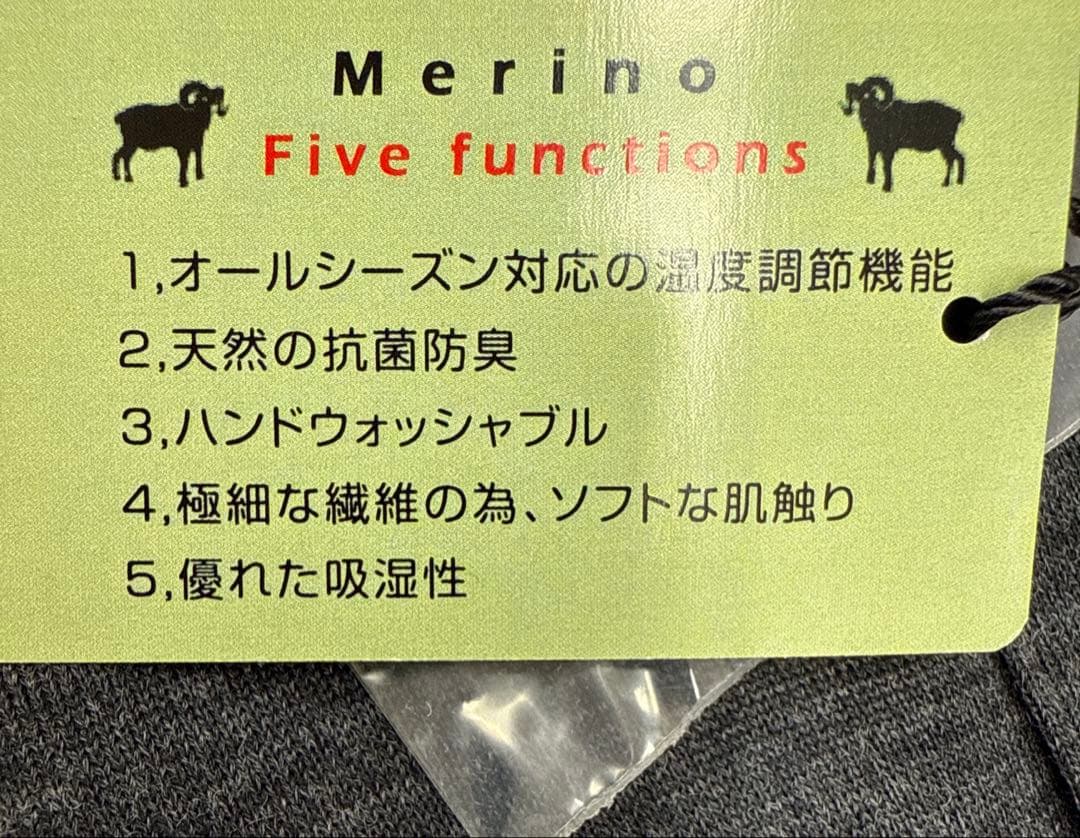 Merino
Five functions
1,オールシーズン対応の温度調節機能
2,天然の抗菌防臭
3,ハンドウォッシャブル
4,極細な繊維の為、ソフトな肌触り
5,優れた吸湿性